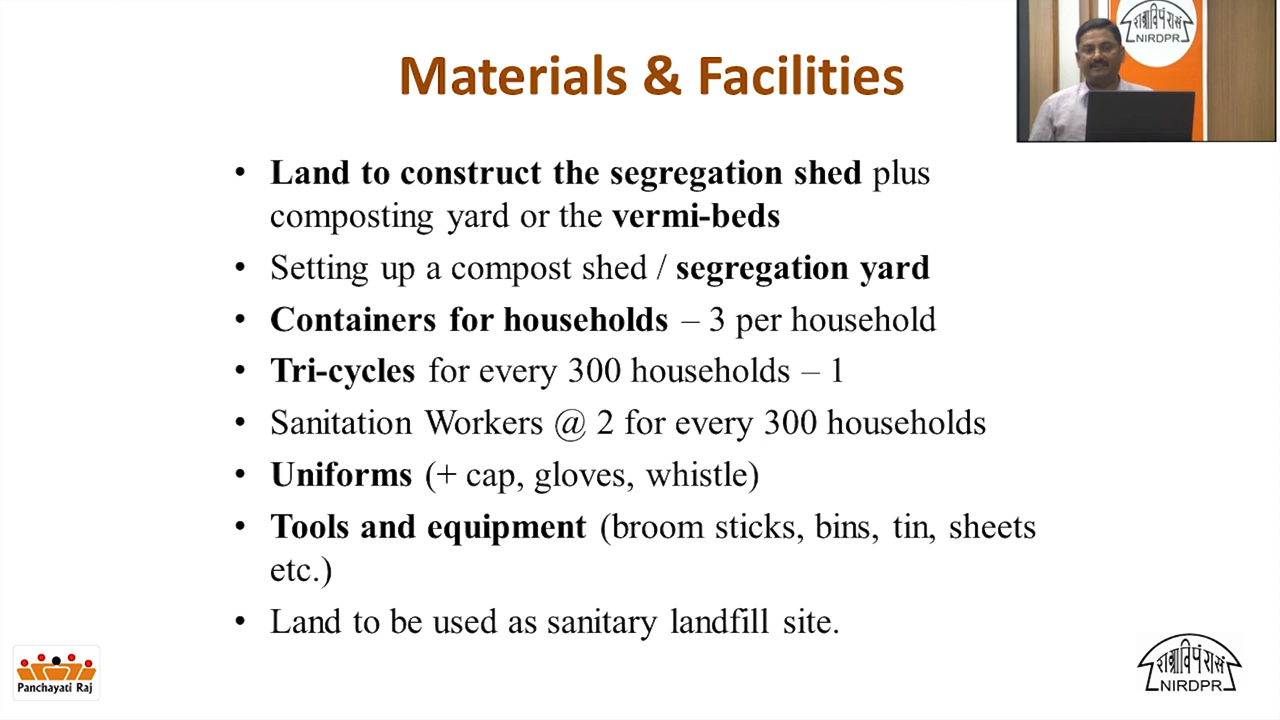 राग्राविपंरासं
NIRDPR
Materials & Facilities
• Land to construct the segregation shed plus
composting yard or the vermi-beds
• Setting up a compost shed / segregation yard
• Containers for households – 3 per household
• Tri-cycles for every 300 households – 1
• Sanitation Workers @ 2 for every 300 households
• Uniforms (+ cap, gloves, whistle)
• Tools and equipment (broom sticks, bins, tin, sheets
etc.)
• Land to be used as sanitary landfill site.
Panchayati Raj
राग्राविपंरासं
NIRDPR